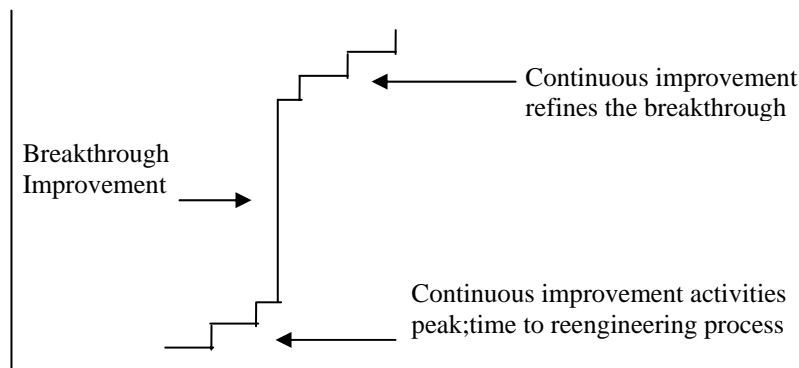 Continuous improvement
refines the breakthrough
Breakthrough
Improvement
Continuous improvement activities
peak;time to reengineering process